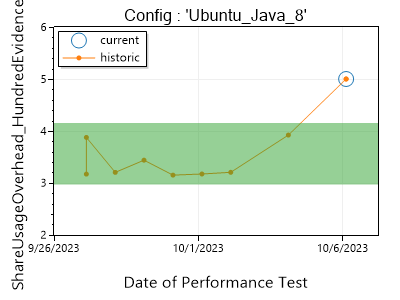 Config : 'Ubuntu_Java_8'
ShareUsageOverhead_HundredEvidence
6
5
4
3
2
current
historic
9/26/2023
10/1/2023
10/6/2023
Date of Performance Test